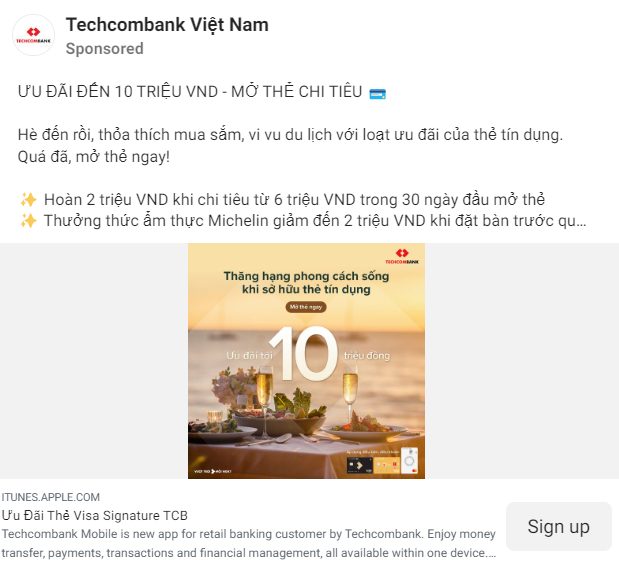 Techcombank Việt Nam
TECHCOMBANK
Sponsored
ƯU ĐÃI ĐẾN 10 TRIỆU VND - MỞ THẺ CHI TIÊU 💳
Hè đến rồi, thỏa thích mua sắm, vi vu du lịch với loạt ưu đãi của thẻ tín dụng.
Quá đã, mở thẻ ngay!
✨ Hoàn 2 triệu VND khi chi tiêu từ 6 triệu VND trong 30 ngày đầu mở thẻ
✨ Thưởng thức ẩm thực Michelin giảm đến 2 triệu VND khi đặt bàn trước qu...
TECHCOMBANK
Thăng hạng phong cách sống
khi sở hữu thẻ tín dụng
Mở thẻ ngay
Ưu đãi tới 10 triệu đồng
ITUNES.APPLE.COM
Ưu Đãi Thẻ Visa Signature TCB
Techcombank Mobile is new app for retail banking customer by Techcombank. Enjoy money
transfer, payments, transactions and financial management, all available within one device....
Sign up